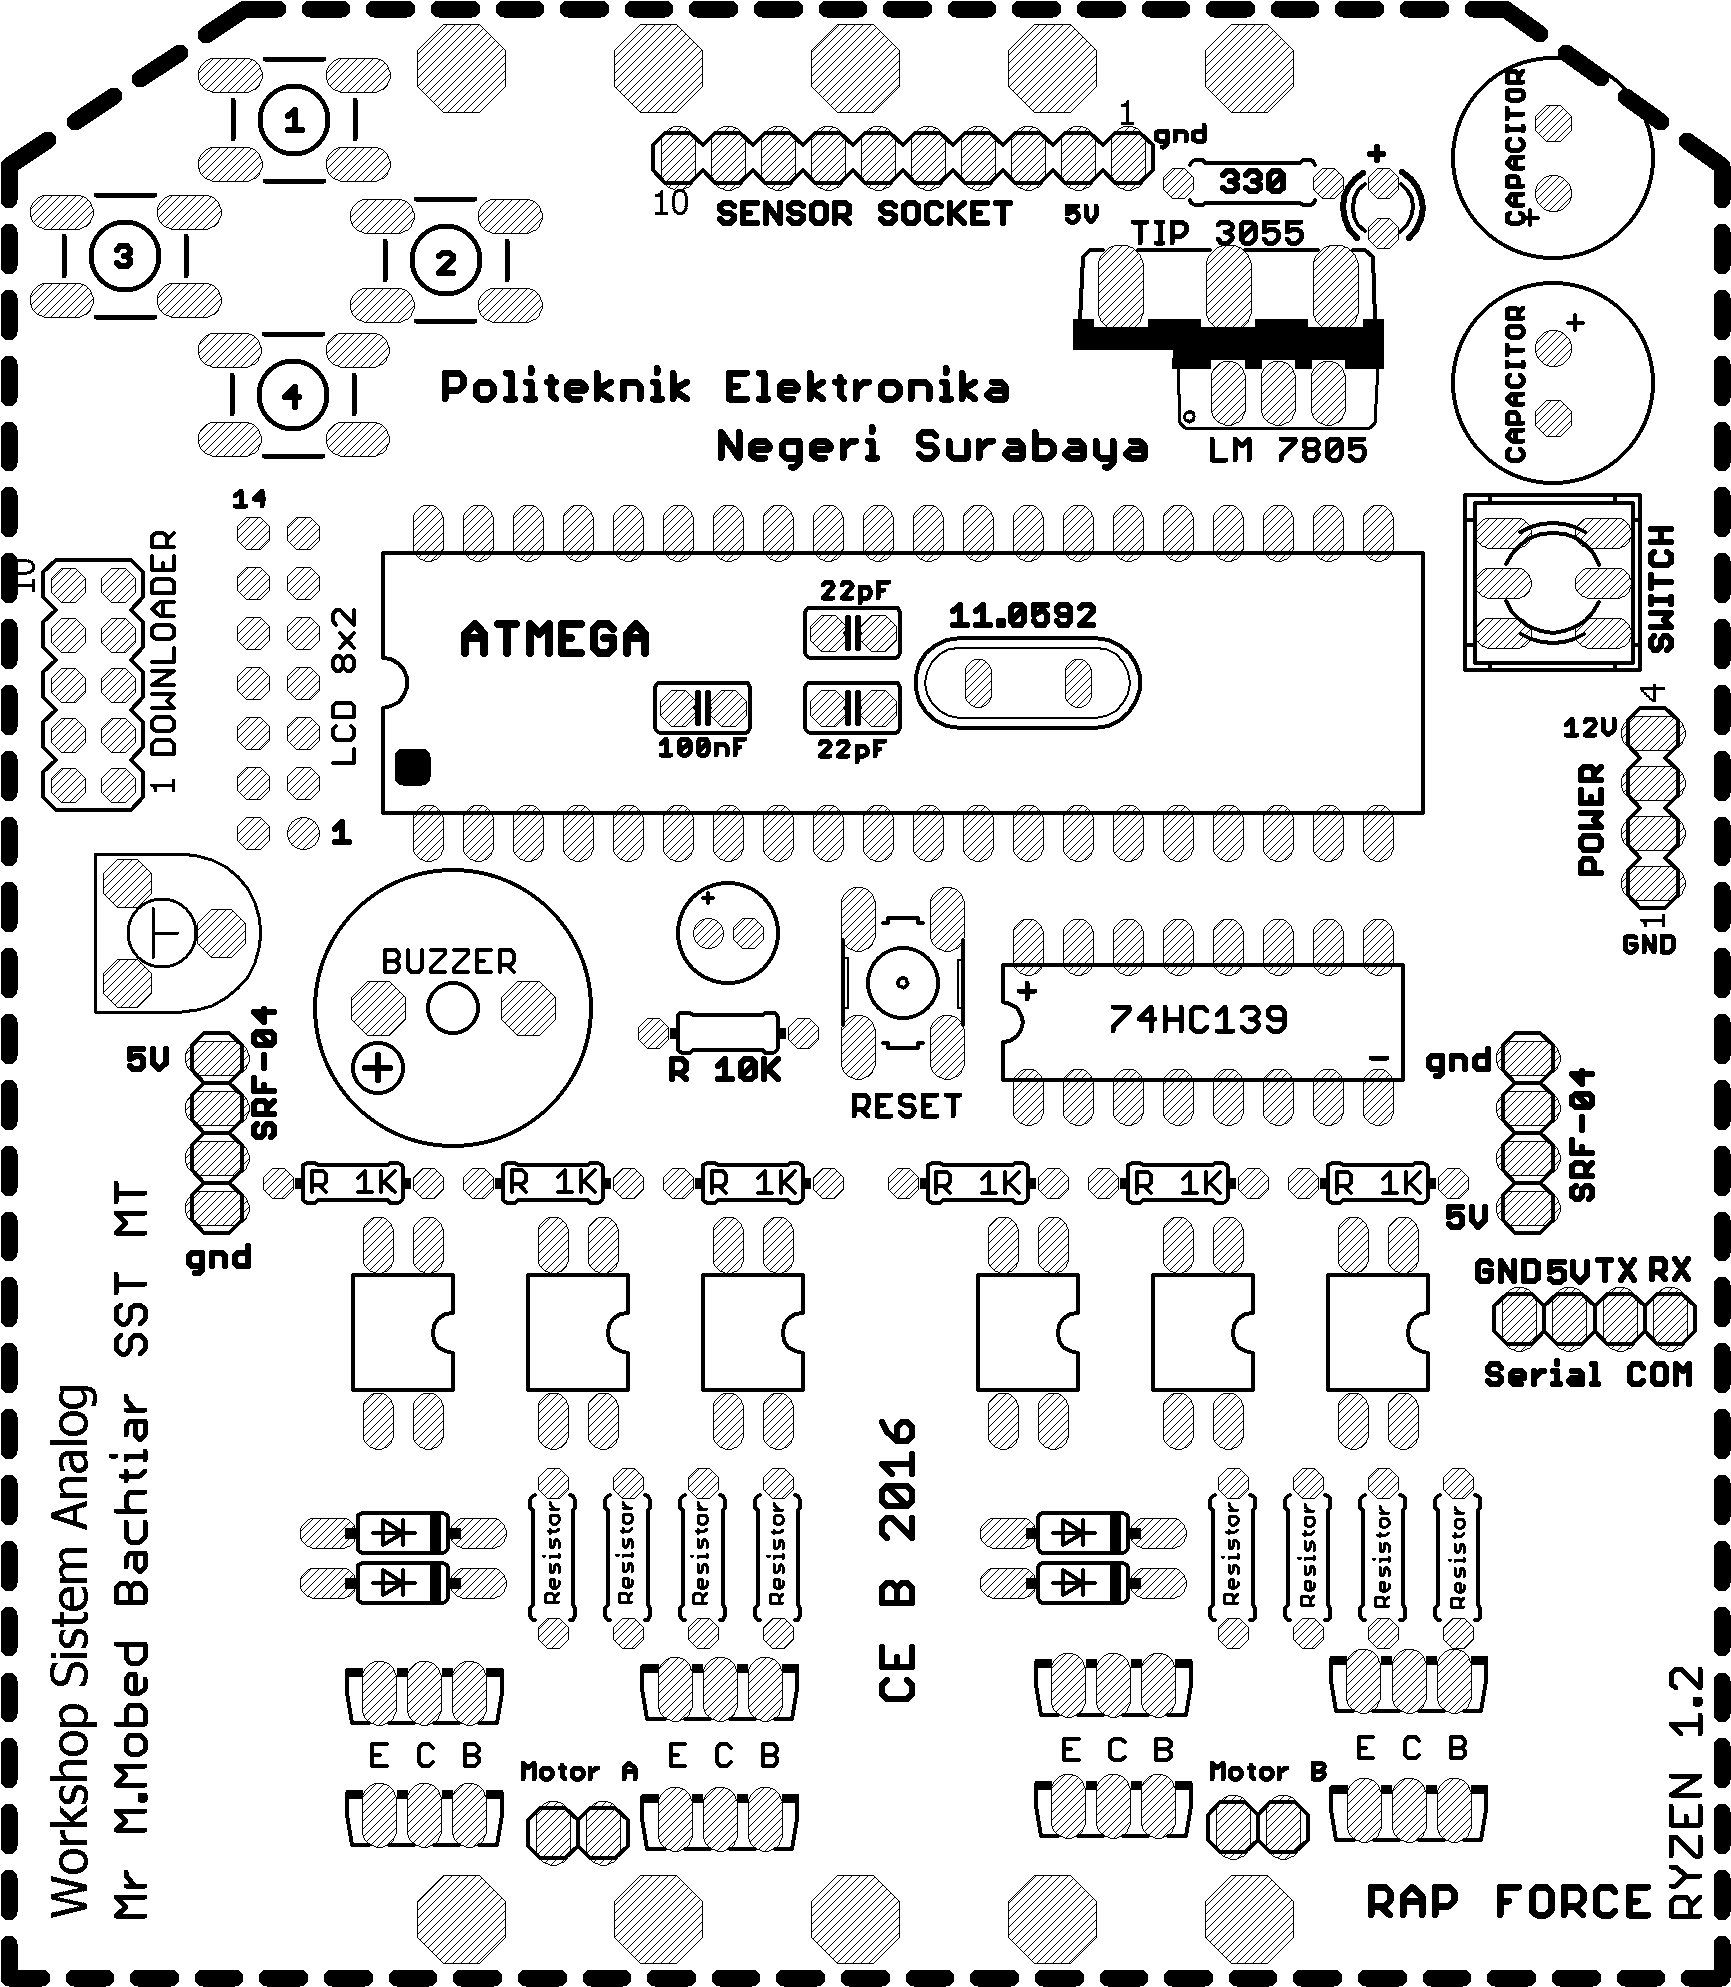 1
3
2
4
1
gnd
10
SENSOR SOCKET
5V
330
+
TIP 3055
CAPACITOR
+
CAPACITOR
+
Politeknik Elektronika
Negeri Surabaya
LM 7805
14
10
1 DOWNLOADER
LCD 8x2
1
ATMEGA
22pF
11.0592
100nF
22pF
SWITCH
4
12V
POWER
1
GND
BUZZER
+
+
R 10K
RESET
+
74HC139
-
5V
SRF-04
gnd
gnd
SRF-04
5V
R 1K
R 1K
R 1K
R 1K
R 1K
R 1K
GND 5V TX RX
Serial COM
Workshop Sistem Analog
Mr M.Mobed Bachtiar SST MT
Resistor
Resistor
Resistor
Resistor
CE B 2016
Resistor
Resistor
Resistor
Resistor
E C B
Motor A
E C B
E C B
Motor B
E C B
RAP FORCE
RYZEN 1.2